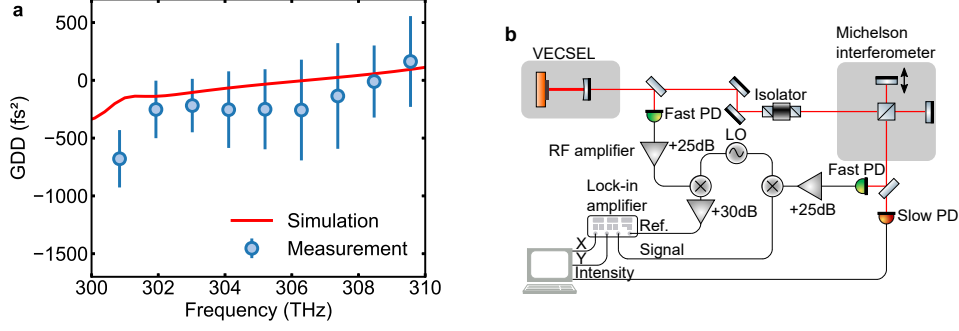 a
500
0
−500
−1000
−1500
GDD (fs²)
Simulation
Measurement
300
302
304
306
308
310
Frequency (THz)
b
VECSEL
Michelson
interferometer
Isolator
Fast PD
LO
RF amplifier
+25dB
Fast PD
Lock-in
amplifier
+30dB
+25dB
Slow PD
Ref.
X
Y
Signal
Intensity